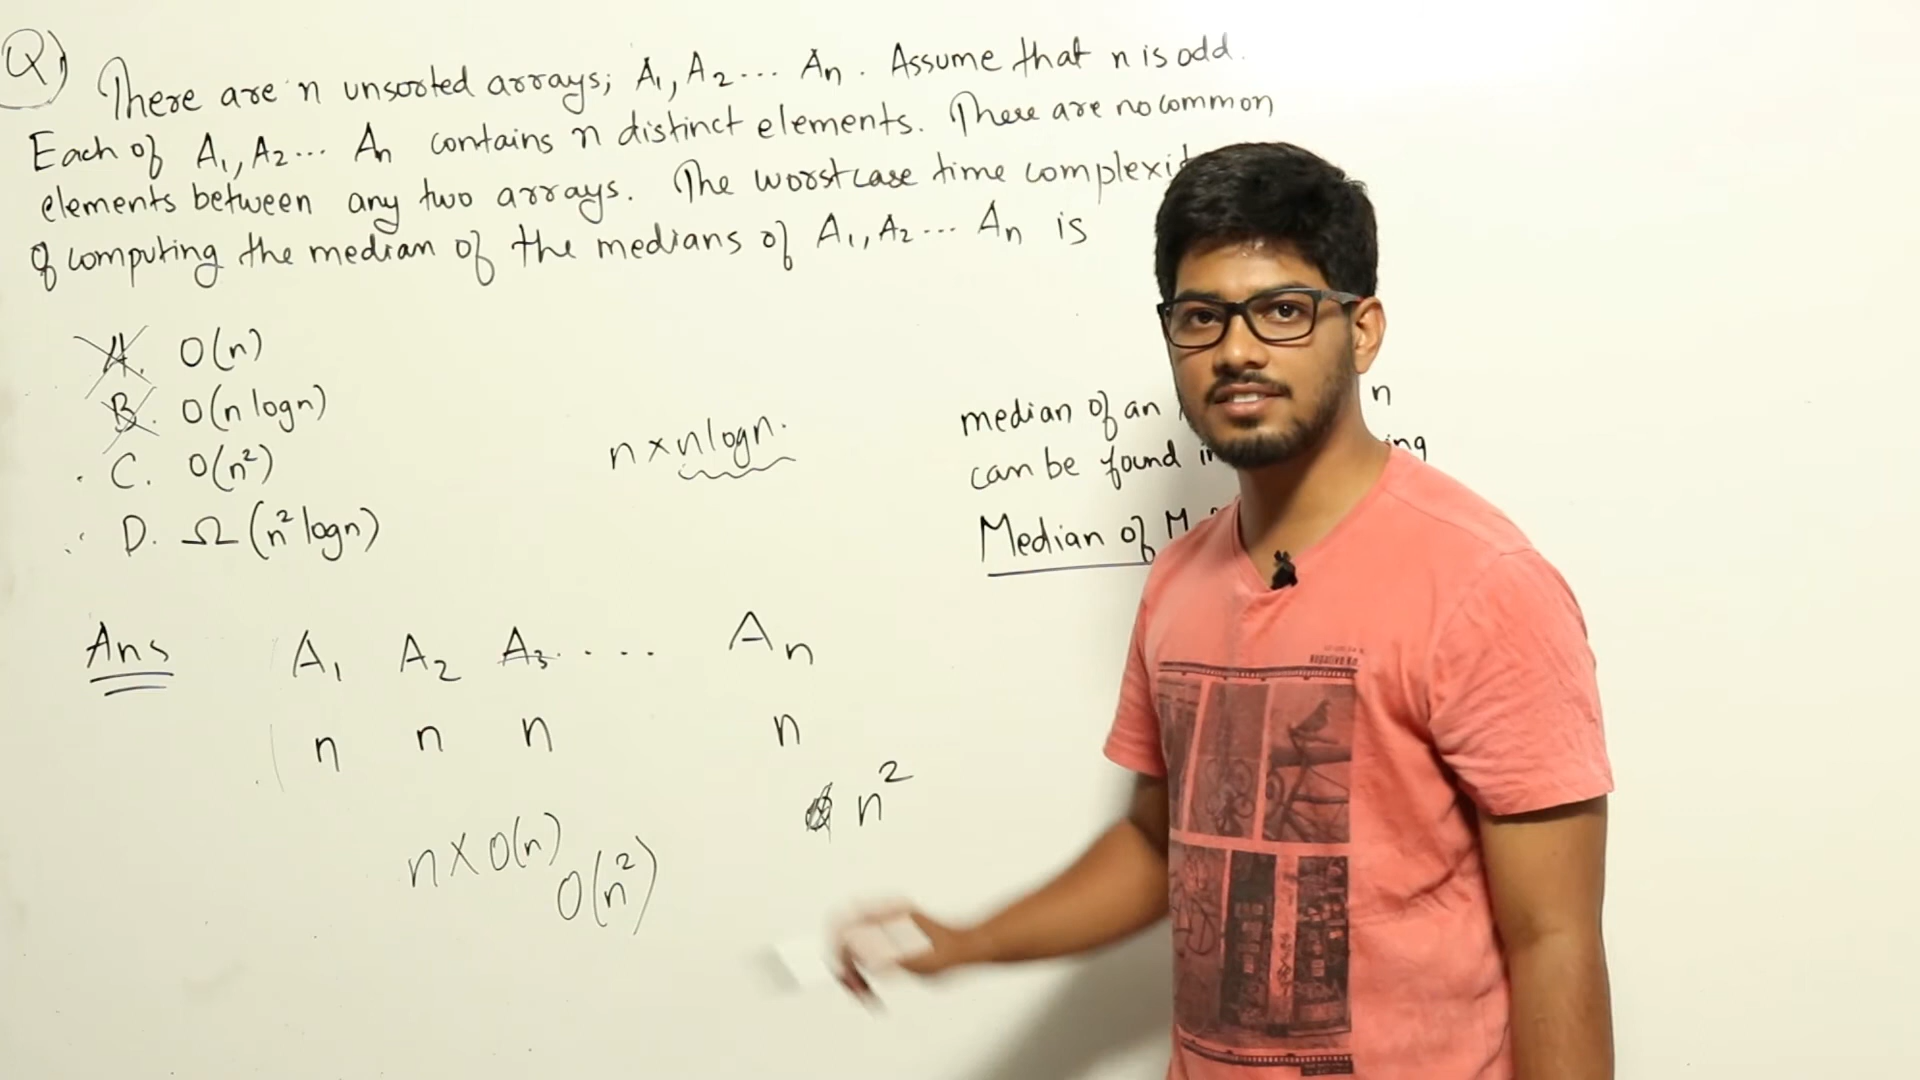 Q)
There are n unsorted arrays; A₁, A₂... Aₙ. Assume that n is odd.
Each of A₁, A₂... Aₙ contains n distinct elements. There are no common
elements between any two arrays. The worstcase time
of computing the median of the medians of A₁, A₂... Aₙ is
A. O(n)
B. O(n logn)
C. O(n²)
D. Ω(n² logn)
n × nlogn.
median of an n
can be found
Median of
Ans
A₁ A₂ A₃ .... Aₙ
n n n n
n²
n × O(n)
O(n²)